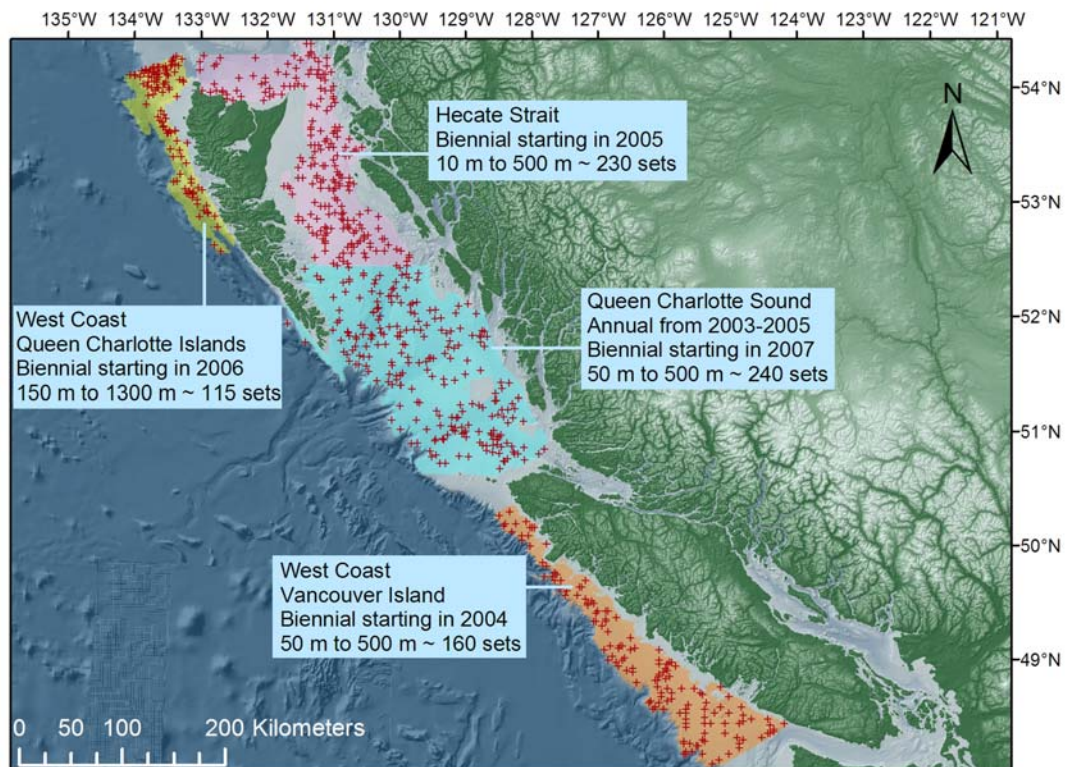 135°W 134°W 133°W 132°W 131°W 130°W 129°W 128°W 127°W 126°W 125°W 124°W 123°W 122°W 121°W
54°N
53°N
52°N
51°N
50°N
49°N
N
Hecate Strait
Biennial starting in 2005
10 m to 500 m ~ 230 sets
Queen Charlotte Sound
Annual from 2003-2005
Biennial starting in 2007
50 m to 500 m ~ 240 sets
West Coast
Queen Charlotte Islands
Biennial starting in 2006
150 m to 1300 m ~ 115 sets
West Coast
Vancouver Island
Biennial starting in 2004
50 m to 500 m ~ 160 sets
0 50 100 200 Kilometers